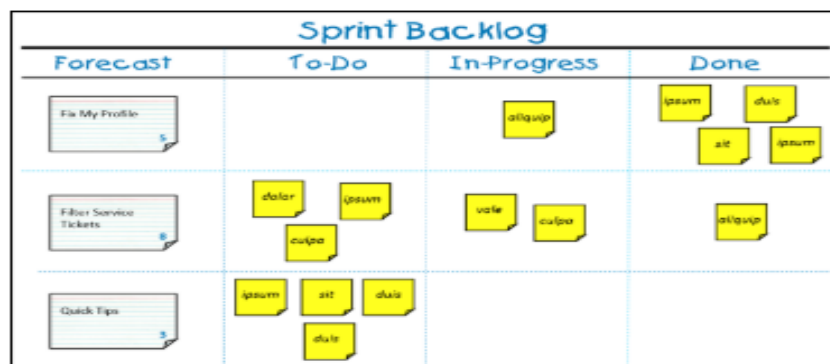 Sprint Backlog
Forecast To-Do In-Progress Done
Fix My Profile
5
aliquip
ipsum
duis
sit
ipsum
Filter Service
Tickets
8
dolor
ipsum
culpa
vale
culpa
aliquip
Quick Tips
3
ipsum
sit
duis
duis